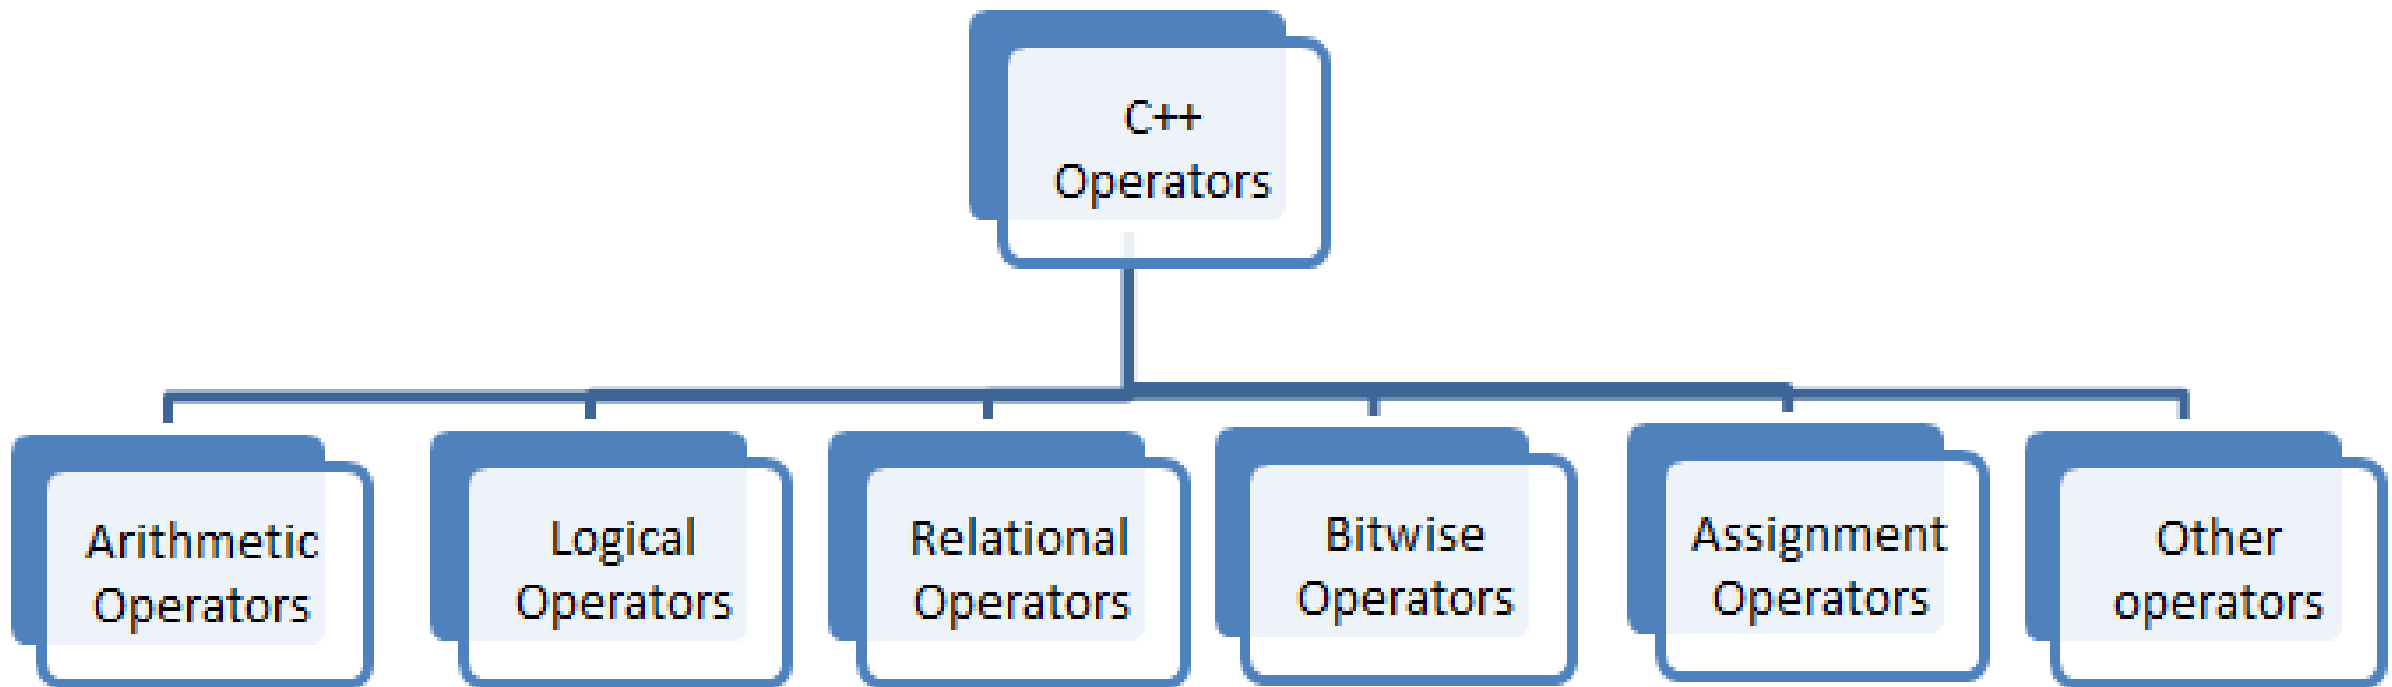 C++
Operators
Arithmetic
Operators
Logical
Operators
Relational
Operators
Bitwise
Operators
Assignment
Operators
Other
operators